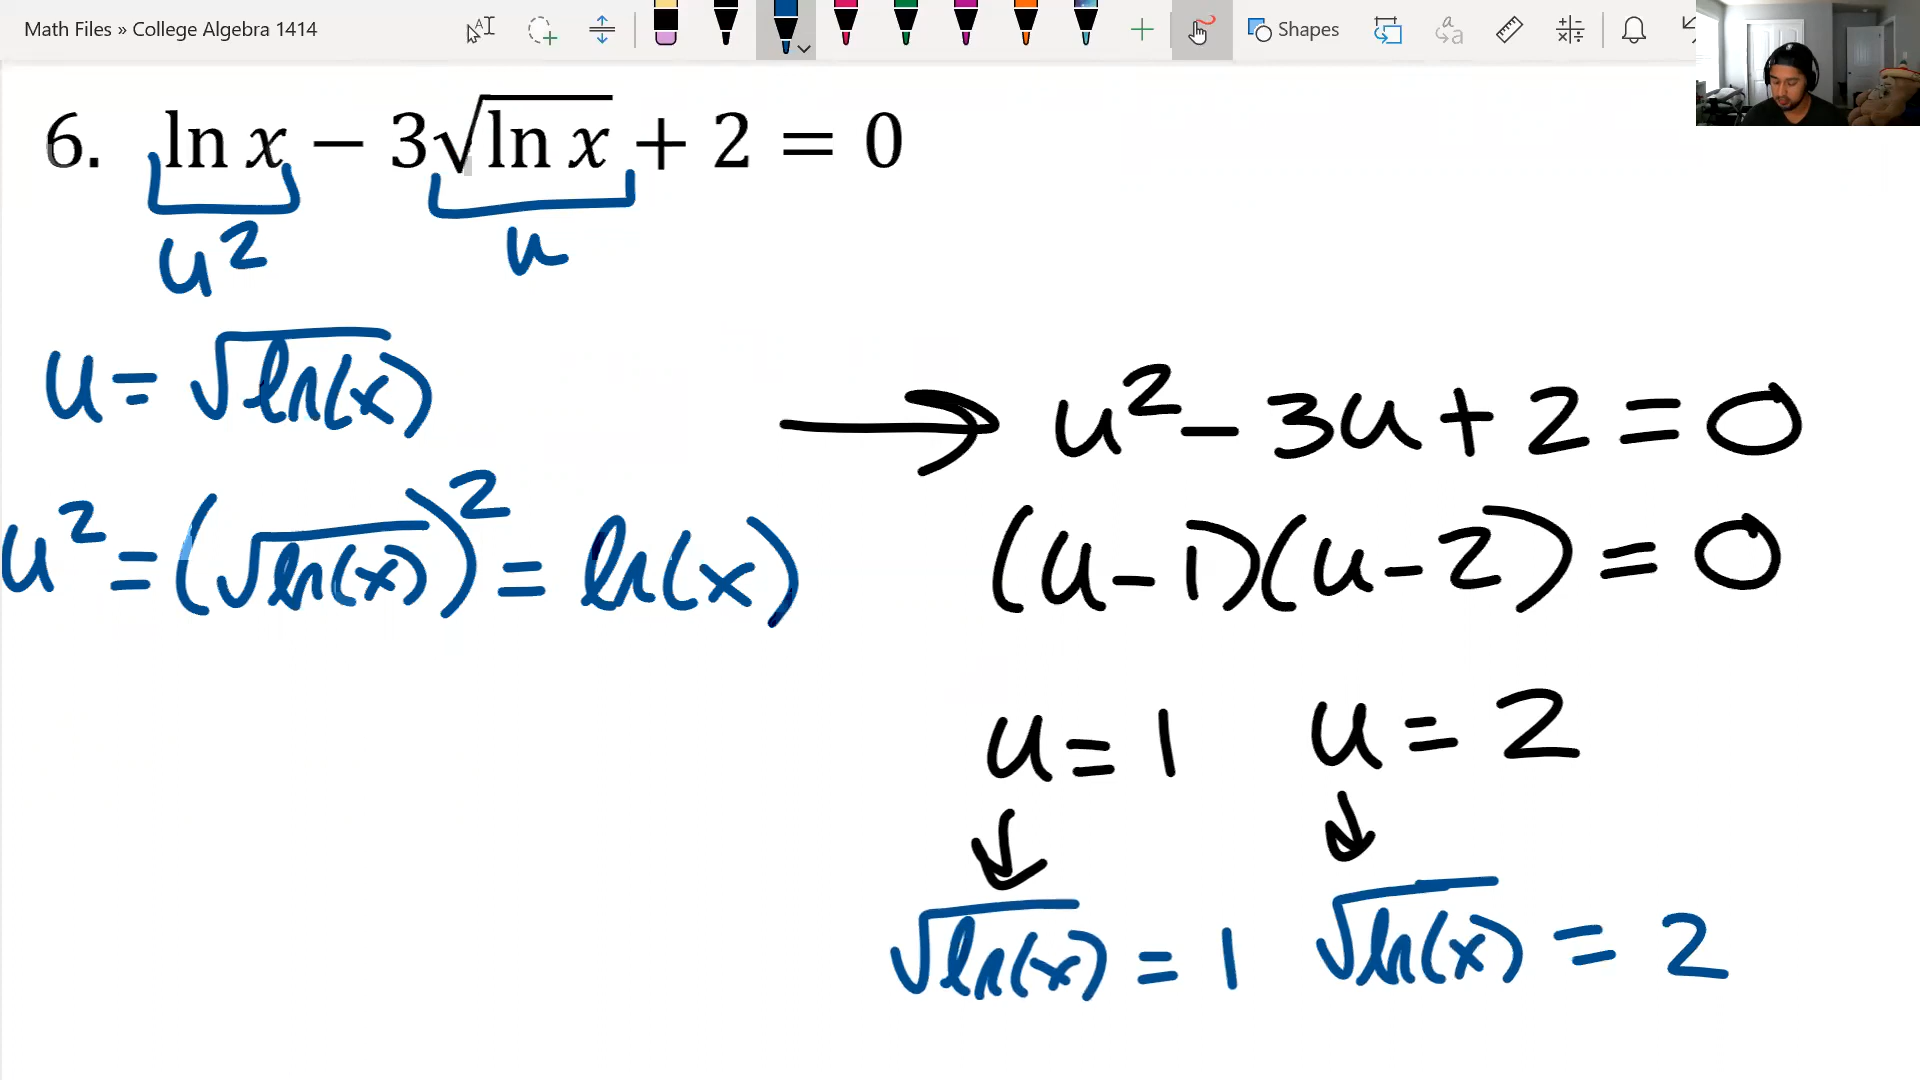 Math Files » College Algebra 1414
Shapes
6. ln x − 3√ln x + 2 = 0
u² u
u = √ln(x)
→ u² − 3u + 2 = 0
u² = (√ln(x))² = ln(x)
(u − 1)(u − 2) = 0
u = 1 u = 2
√ln(x) = 1 √ln(x) = 2